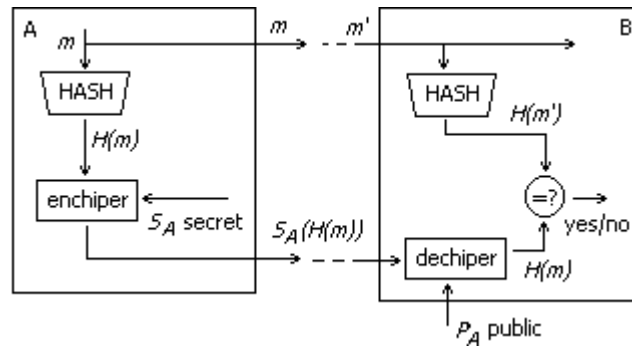 A
B
m
m
m'
HASH
HASH
H(m)
H(m')
enchiper
=?
S_A secret
S_A(H(m))
yes/no
dechiper
H(m)
P_A public